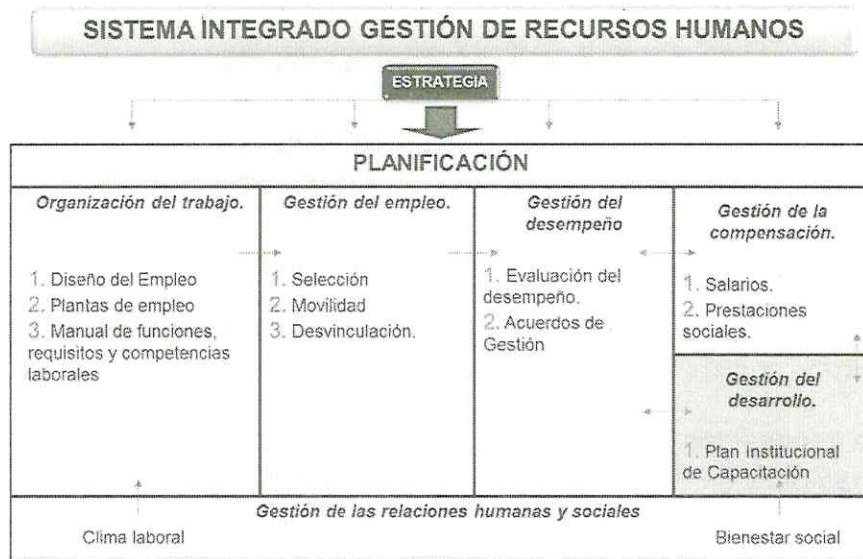 SISTEMA INTEGRADO GESTIÓN DE RECURSOS HUMANOS
ESTRATEGIA
PLANIFICACIÓN
Organización del trabajo.
1. Diseño del Empleo
2. Plantas de empleo
3. Manual de funciones,
requisitos y competencias
laborales
Gestión del empleo.
1. Selección
2. Movilidad
3. Desvinculación.
Gestión del
desempeño
1. Evaluación del
desempeño.
2. Acuerdos de
Gestión
Gestión de la
compensación.
1. Salarios.
2. Prestaciones
sociales.
Gestión del
desarrollo.
1. Plan Institucional
de Capacitación
Gestión de las relaciones humanas y sociales
Clima laboral
Bienestar social